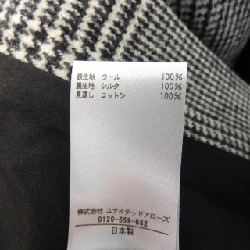 表生地 ウール 100%
裏生地 シルク 100%
見返し コットン 100%
株式会社 ユナイテッドアローズ
0120-559-652
日本製